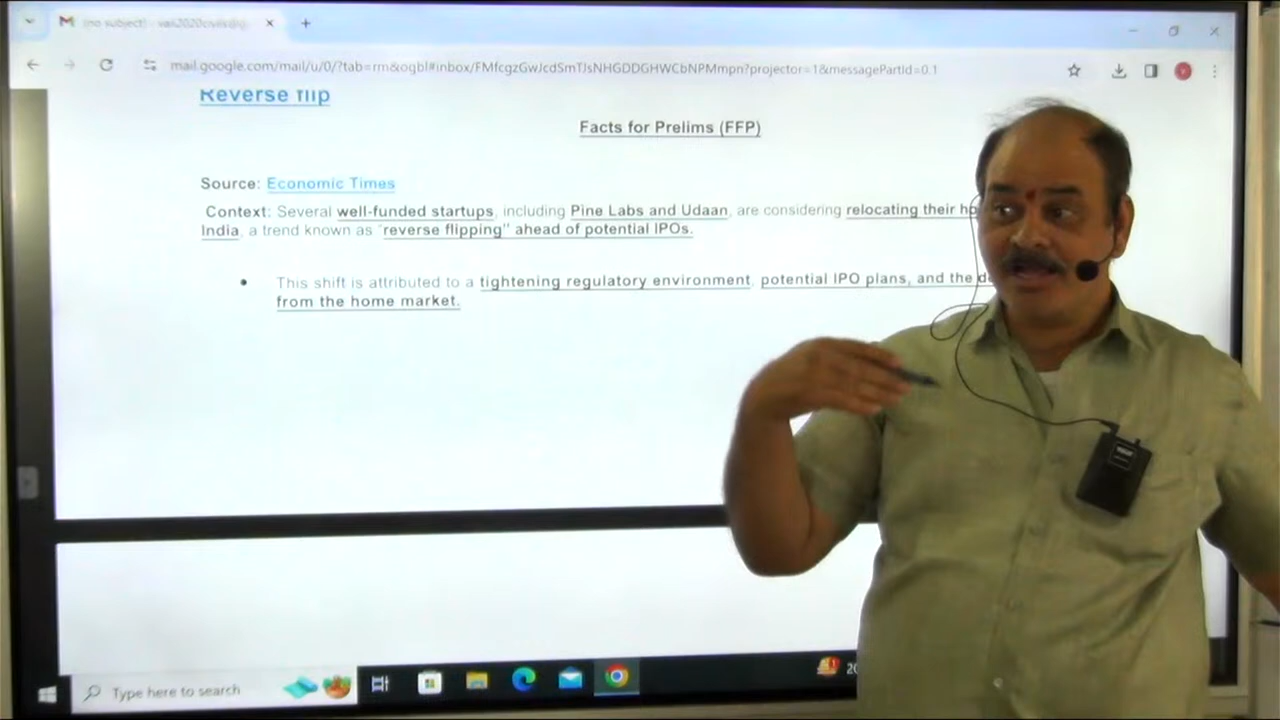 (no subject) - vais2020civils@g
mail.google.com/mail/u/0/?tab=rm&ogbl#inbox/FMfcgzGwJcdSmTJsNHGDDGHWCbNPMmpn?projector=1&messagePartId=0.1
Reverse flip
Facts for Prelims (FFP)
Source: Economic Times
Context: Several well-funded startups, including Pine Labs and Udaan, are considering relocating their
India, a trend known as "reverse flipping" ahead of potential IPOs.
• This shift is attributed to a tightening regulatory environment, potential IPO plans, and the
from the home market.
Type here to search